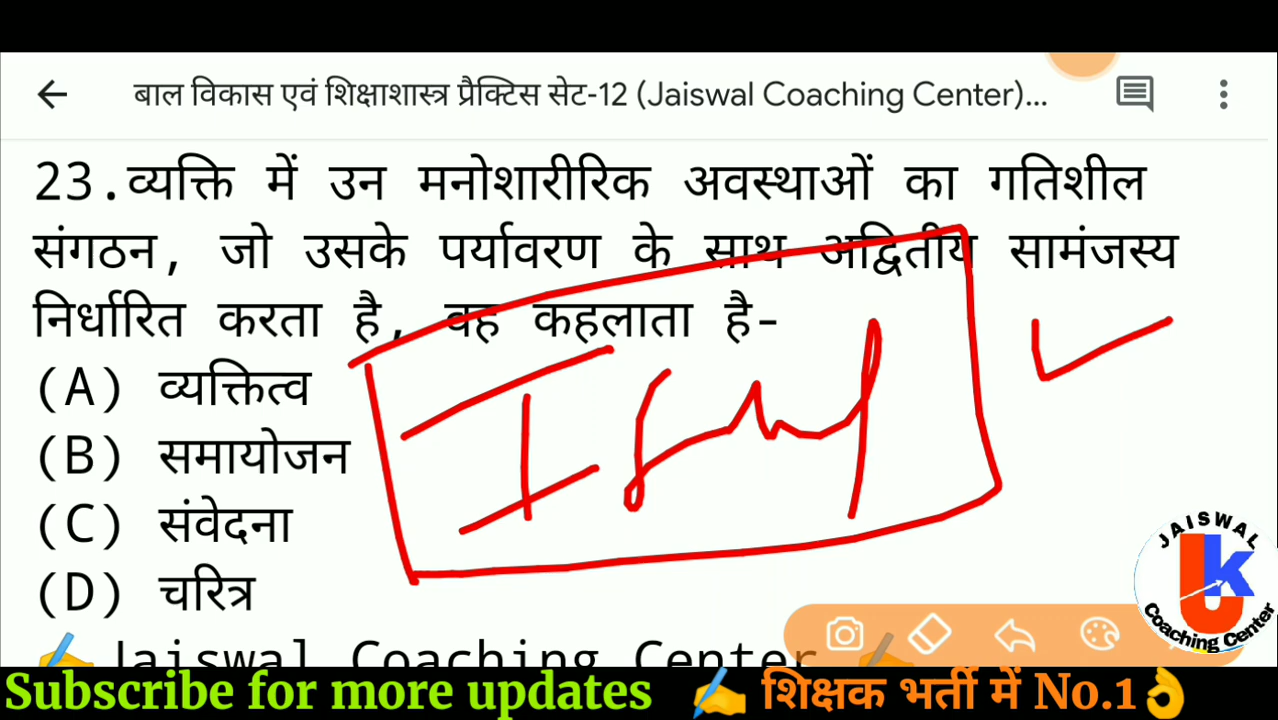 बाल विकास एवं शिक्षाशास्त्र प्रैक्टिस सेट-12 (Jaiswal Coaching Center)...
23.व्यक्ति में उन मनोशारीरिक अवस्थाओं का गतिशील
संगठन, जो उसके पर्यावरण के साथ अद्वितीय सामंजस्य
निर्धारित करता है, वह कहलाता है-
(A) व्यक्तित्व
(B) समायोजन
(C) संवेदना
(D) चरित्र
Imp
JAISWAL
UK
Coaching Center
✍ Jaiswal Coaching Center ✍
Subscribe for more updates ✍ शिक्षक भर्ती में No.1👌